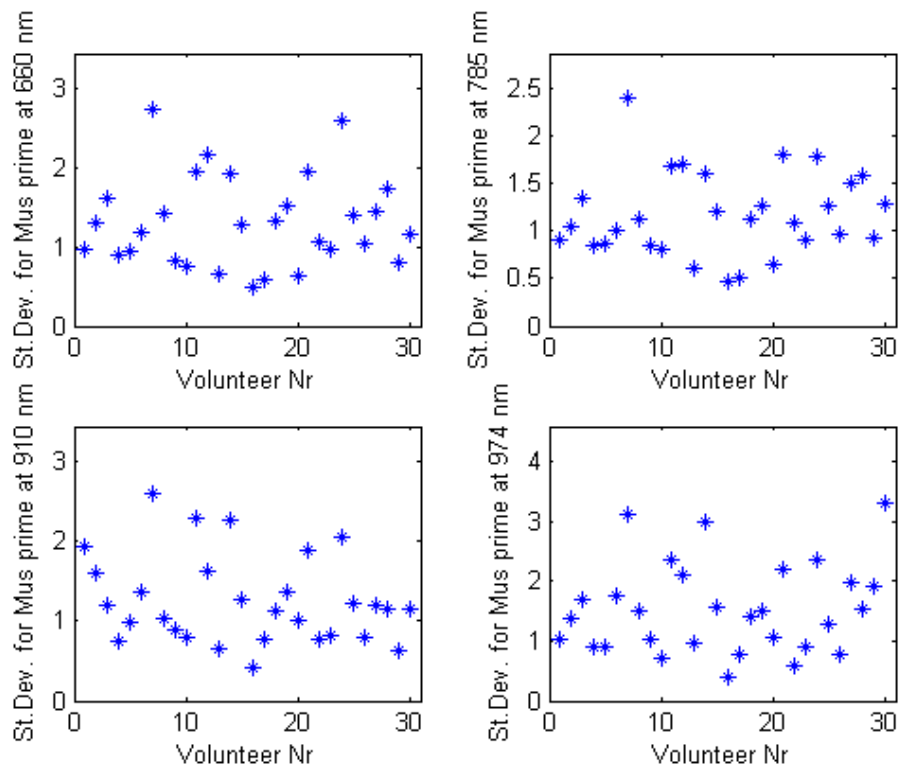 St.Dev. for Mus prime at 660 nm
3
2
1
0
0 10 20 30
Volunteer Nr
St.Dev. for Mus prime at 785 nm
2.5
2
1.5
1
0.5
0
0 10 20 30
Volunteer Nr
St.Dev. for Mus prime at 910 nm
3
2
1
0
0 10 20 30
Volunteer Nr
St.Dev. for Mus prime at 974 nm
4
3
2
1
0
0 10 20 30
Volunteer Nr